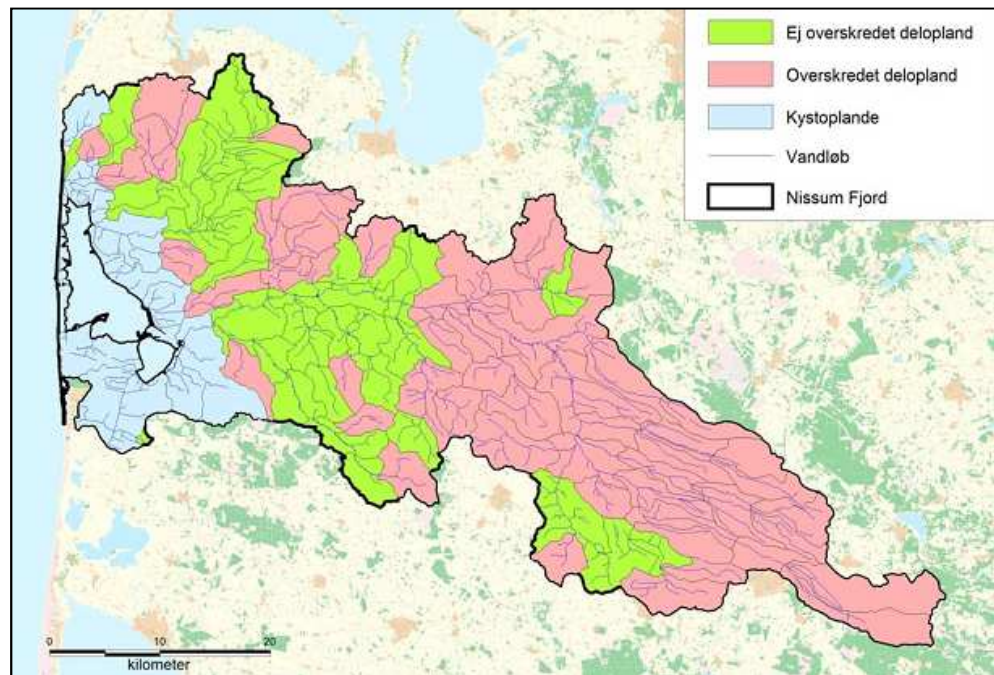 Ej overskredet delopland
Overskredet delopland
Kystoplande
Vandløb
Nissum Fjord
0 10 20
kilometer